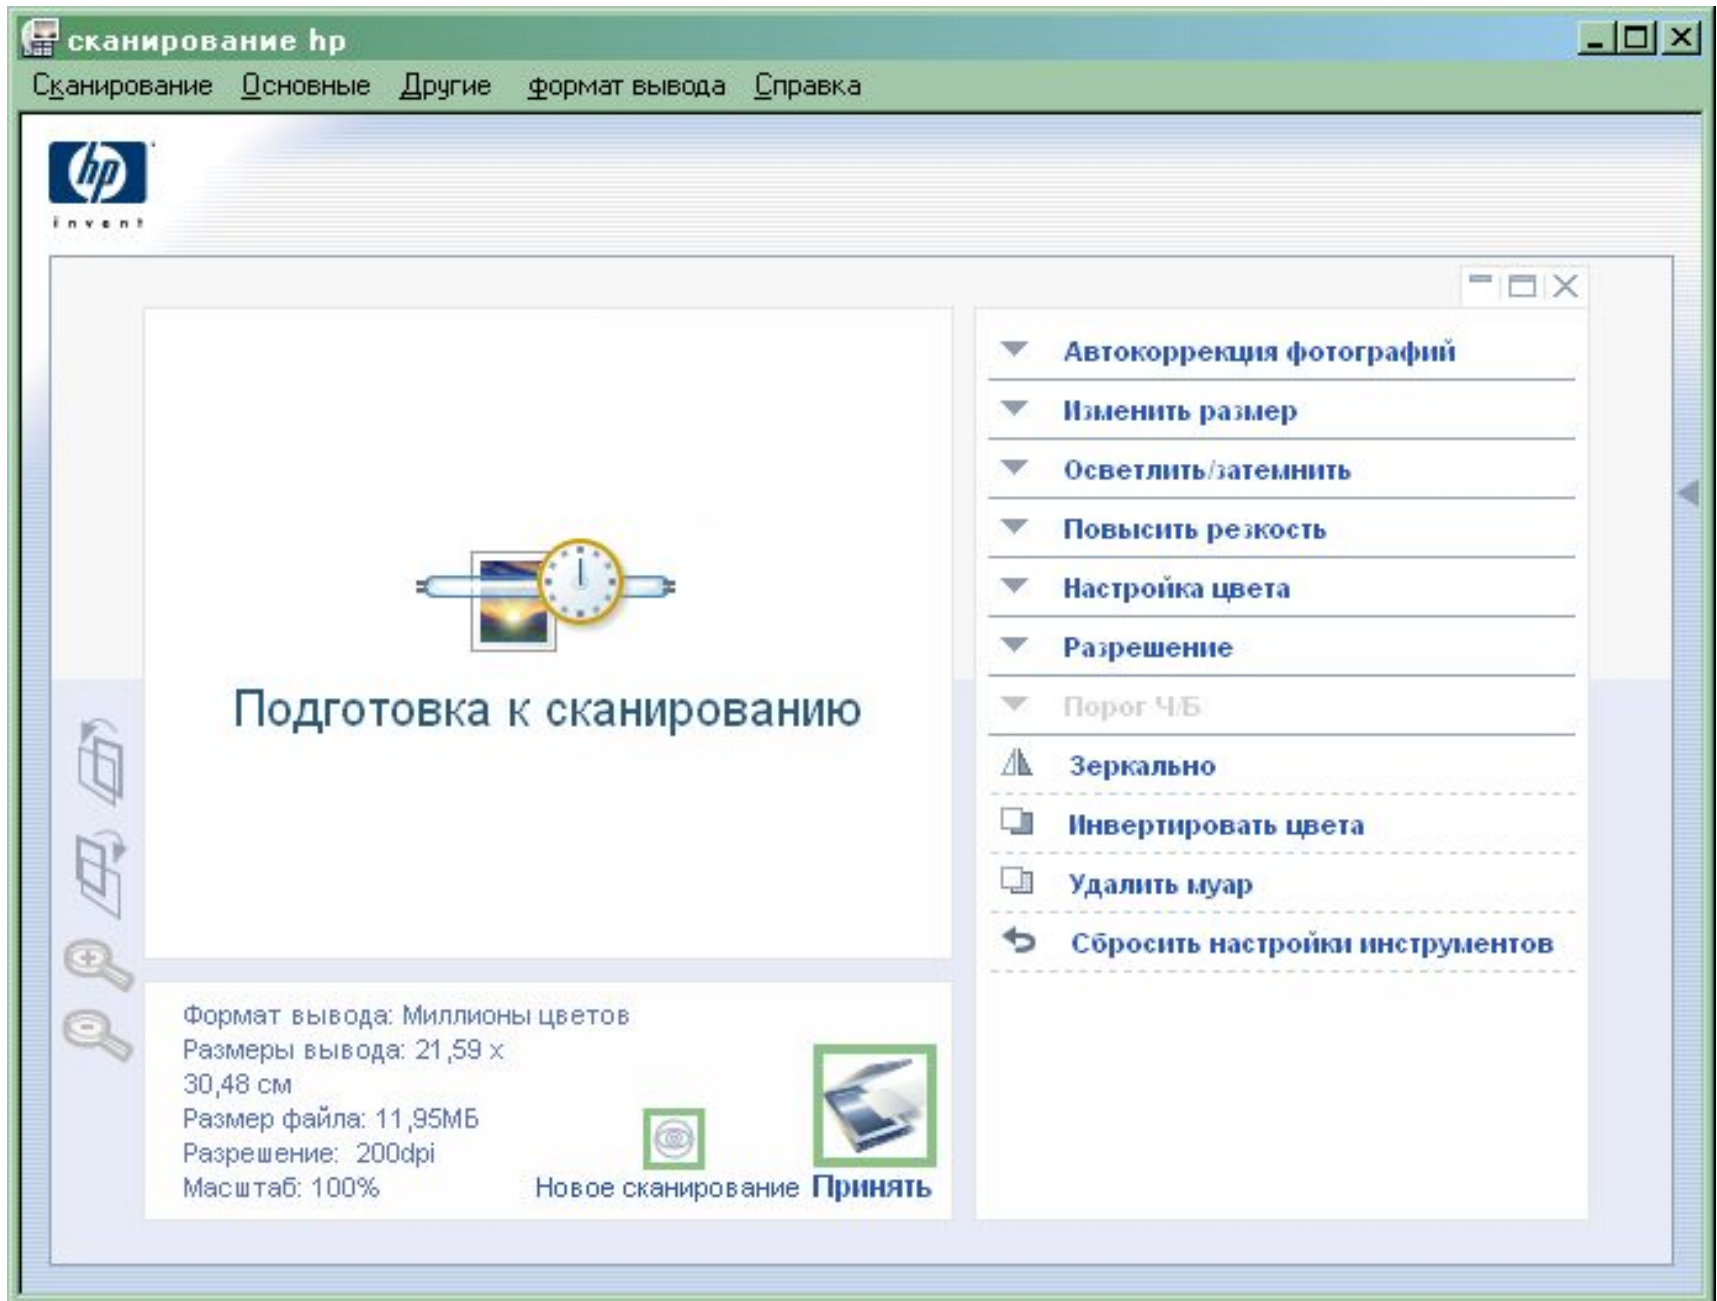 сканирование hp
Сканирование Основные Другие формат вывода Справка
hp
invent
Автокоррекция фотографий
Изменить размер
Осветлить/затемнить
Повысить резкость
Настройка цвета
Разрешение
Порог Ч/Б
Зеркально
Инвертировать цвета
Удалить муар
Сбросить настройки инструментов
Подготовка к сканированию
Формат вывода: Миллионы цветов
Размеры вывода: 21,59 x
30,48 см
Размер файла: 11,95МБ
Разрешение: 200dpi
Масштаб: 100%
Новое сканирование Принять